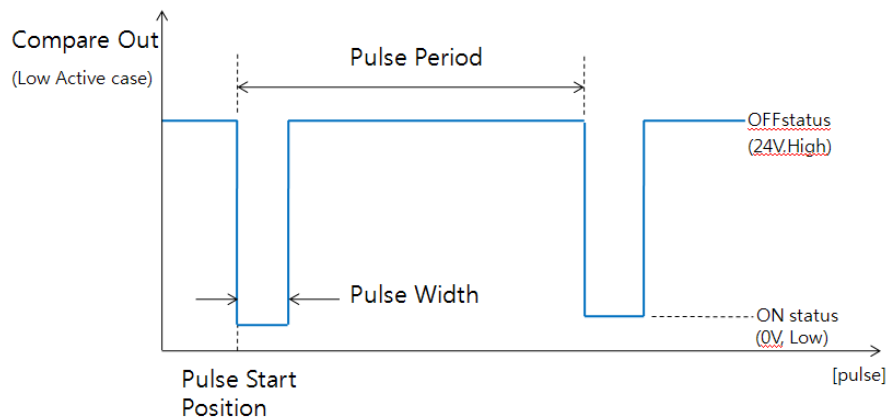 Compare Out
(Low Active case)
Pulse Period
OFFstatus
(24V.High)
Pulse Width
ON status
(0V, Low)
[pulse]
Pulse Start
Position